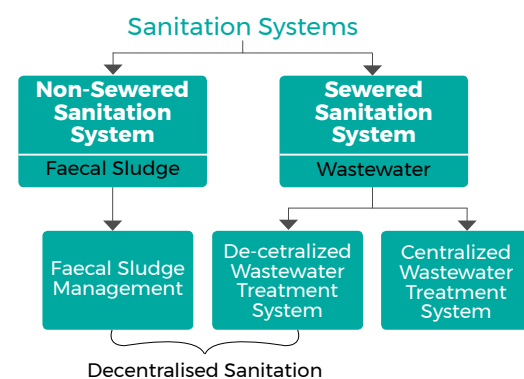 Sanitation Systems
Non-Sewered
Sanitation
System
Faecal Sludge
Sewered
Sanitation
System
Wastewater
Faecal Sludge
Management
De-cetralized
Wastewater
Treatment
System
Centralized
Wastewater
Treatment
System
Decentralised Sanitation